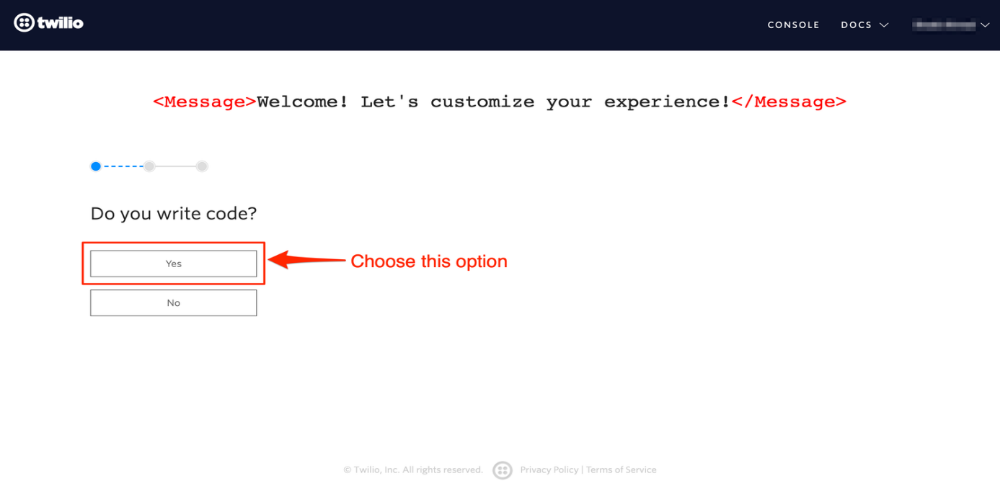 twilio
CONSOLE DOCS
<Message>Welcome! Let's customize your experience!</Message>
Do you write code?
Yes
Choose this option
No
© Twilio, Inc. All rights reserved. Privacy Policy | Terms of Service